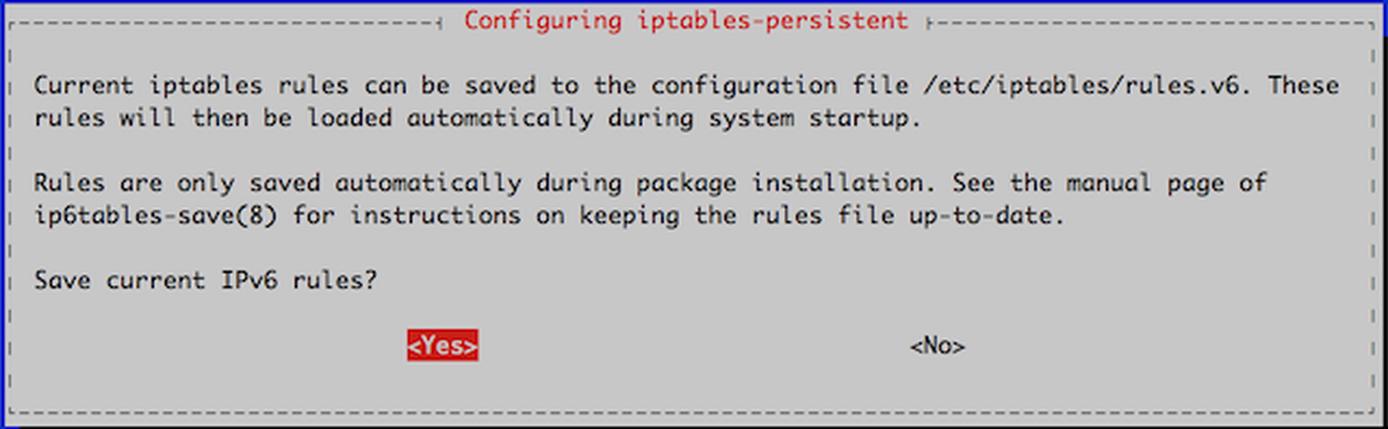 Configuring iptables-persistent
Current iptables rules can be saved to the configuration file /etc/iptables/rules.v6. These
rules will then be loaded automatically during system startup.
Rules are only saved automatically during package installation. See the manual page of
ip6tables-save(8) for instructions on keeping the rules file up-to-date.
Save current IPv6 rules?
<Yes> <No>